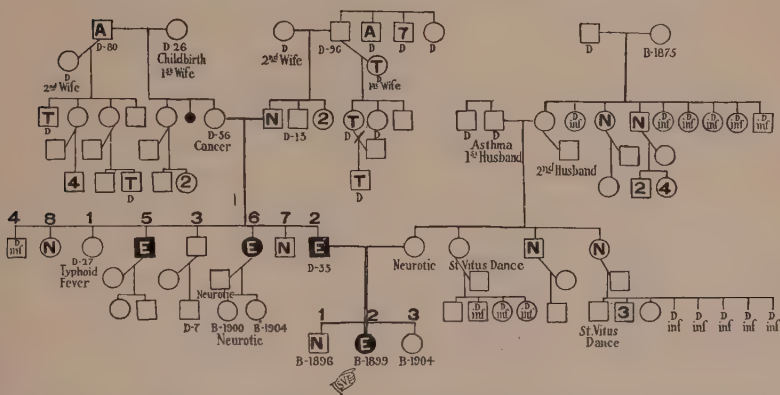 A D-80
D-26 Childbirth 1st Wife
D 2nd Wife
D 2nd Wife
D-96
D
A D
7 D
D
T D 1st Wife
D
B-1875
T D
D-56 Cancer
N
D-13
2
T D
D
D
D Asthma 1st Husband
2nd Husband
D inf
N
N
D inf
D inf
D inf
D inf
D inf
4
T D
2
T D
2
4
4 8 1 5 3 6 7 2
D inf
N
D-27 Typhoid Fever
E
E
N
E D-35
Neurotic
St Vitus Dance
N
N
D-7
Neurotic
B-1900 Neurotic
B-1904
D inf
D inf
D inf
St. Vitus Dance
3
D inf
D inf
D inf
D inf
D inf
1 2 3
N B-1896
E B-1899
B-1904